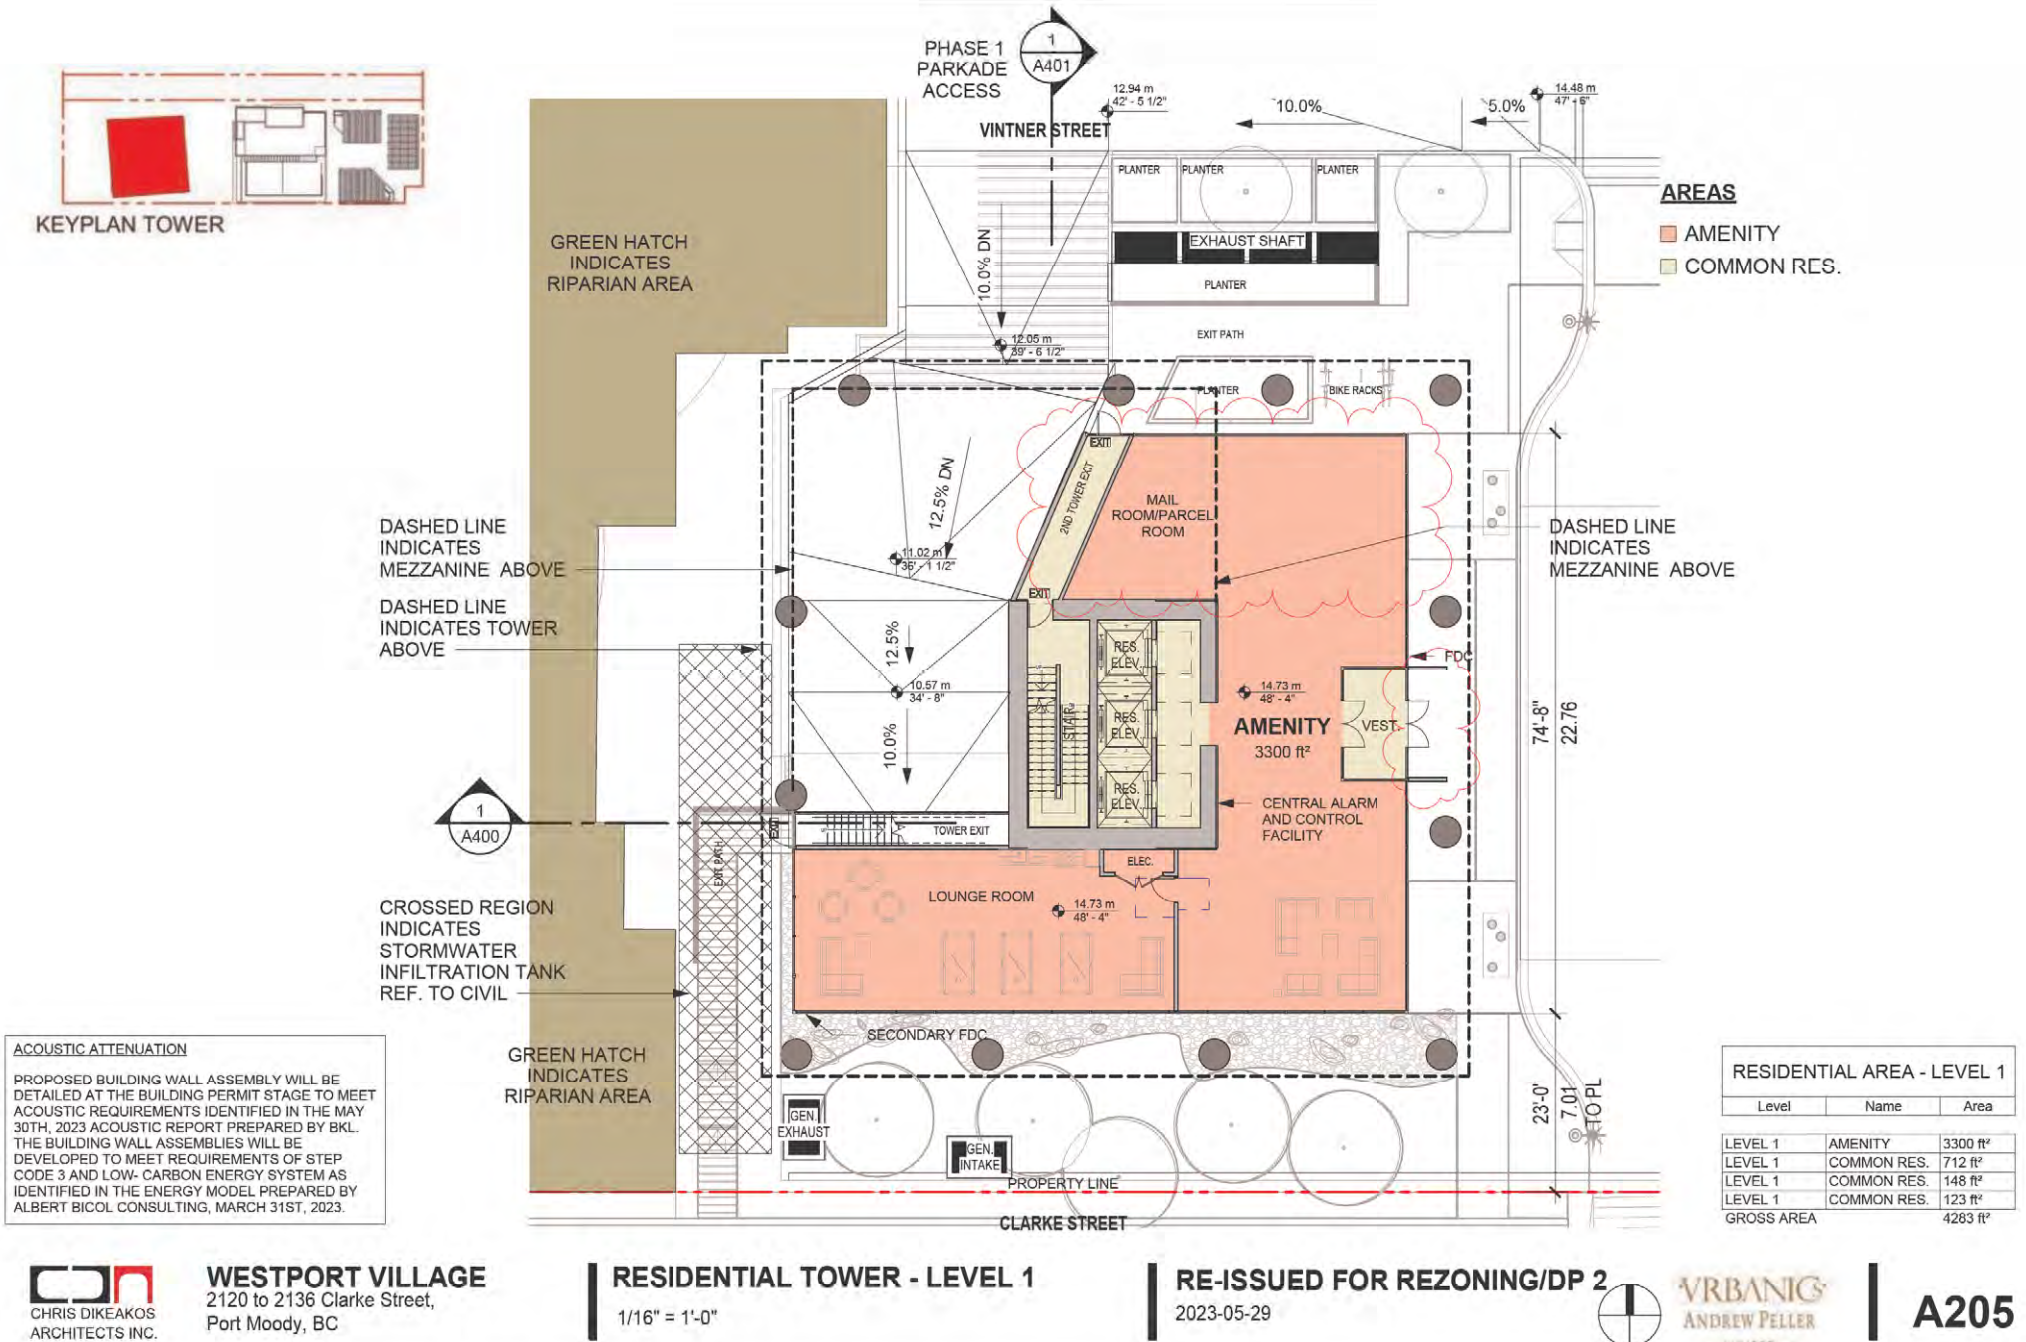 PHASE 1
PARKADE
ACCESS
1
A401
12.94 m
42' - 5 1/2"
VINTNER STREET
10.0%
5.0%
14.48 m
47' - 6"
KEYPLAN TOWER
AREAS
AMENITY
COMMON RES.
GREEN HATCH
INDICATES
RIPARIAN AREA
PLANTER
PLANTER
PLANTER
EXHAUST SHAFT
PLANTER
10.0% DN
EXIT PATH
12.05 m
39' - 6 1/2"
PLANTER
BIKE RACKS
EXIT
2ND TOWER EXIT
12.5% DN
MAIL
ROOM/PARCEL
ROOM
DASHED LINE
INDICATES
MEZZANINE ABOVE
DASHED LINE
INDICATES
MEZZANINE ABOVE
11.02 m
36' - 1 1/2"
EXIT
DASHED LINE
INDICATES TOWER
ABOVE
12.5%
RES.
ELEV.
FDC
10.57 m
34' - 8"
14.73 m
48' - 4"
STAIR
RES.
ELEV.
AMENITY
3300 ft²
VEST.
74'-8"
22.76
10.0%
RES.
ELEV.
CENTRAL ALARM
AND CONTROL
FACILITY
1
A400
EXIT
TOWER EXIT
EXIT PATH
ELEC.
LOUNGE ROOM
14.73 m
48' - 4"
CROSSED REGION
INDICATES
STORMWATER
INFILTRATION TANK
REF. TO CIVIL
SECONDARY FDC
GREEN HATCH
INDICATES
RIPARIAN AREA
ACOUSTIC ATTENUATION
PROPOSED BUILDING WALL ASSEMBLY WILL BE
DETAILED AT THE BUILDING PERMIT STAGE TO MEET
ACOUSTIC REQUIREMENTS IDENTIFIED IN THE MAY
30TH, 2023 ACOUSTIC REPORT PREPARED BY BKL.
THE BUILDING WALL ASSEMBLIES WILL BE
DEVELOPED TO MEET REQUIREMENTS OF STEP
CODE 3 AND LOW- CARBON ENERGY SYSTEM AS
IDENTIFIED IN THE ENERGY MODEL PREPARED BY
ALBERT BICOL CONSULTING, MARCH 31ST, 2023.
GEN.
EXHAUST
GEN.
INTAKE
23'-0"
7.01
TO PL
PROPERTY LINE
CLARKE STREET
RESIDENTIAL AREA - LEVEL 1
Level Name Area
LEVEL 1 AMENITY 3300 ft²
LEVEL 1 COMMON RES. 712 ft²
LEVEL 1 COMMON RES. 148 ft²
LEVEL 1 COMMON RES. 123 ft²
GROSS AREA 4283 ft²
CHRIS DIKEAKOS
ARCHITECTS INC.
WESTPORT VILLAGE
2120 to 2136 Clarke Street,
Port Moody, BC
RESIDENTIAL TOWER - LEVEL 1
1/16" = 1'-0"
RE-ISSUED FOR REZONING/DP 2
2023-05-29
VRBANICS
ANDREW PELLER
A205